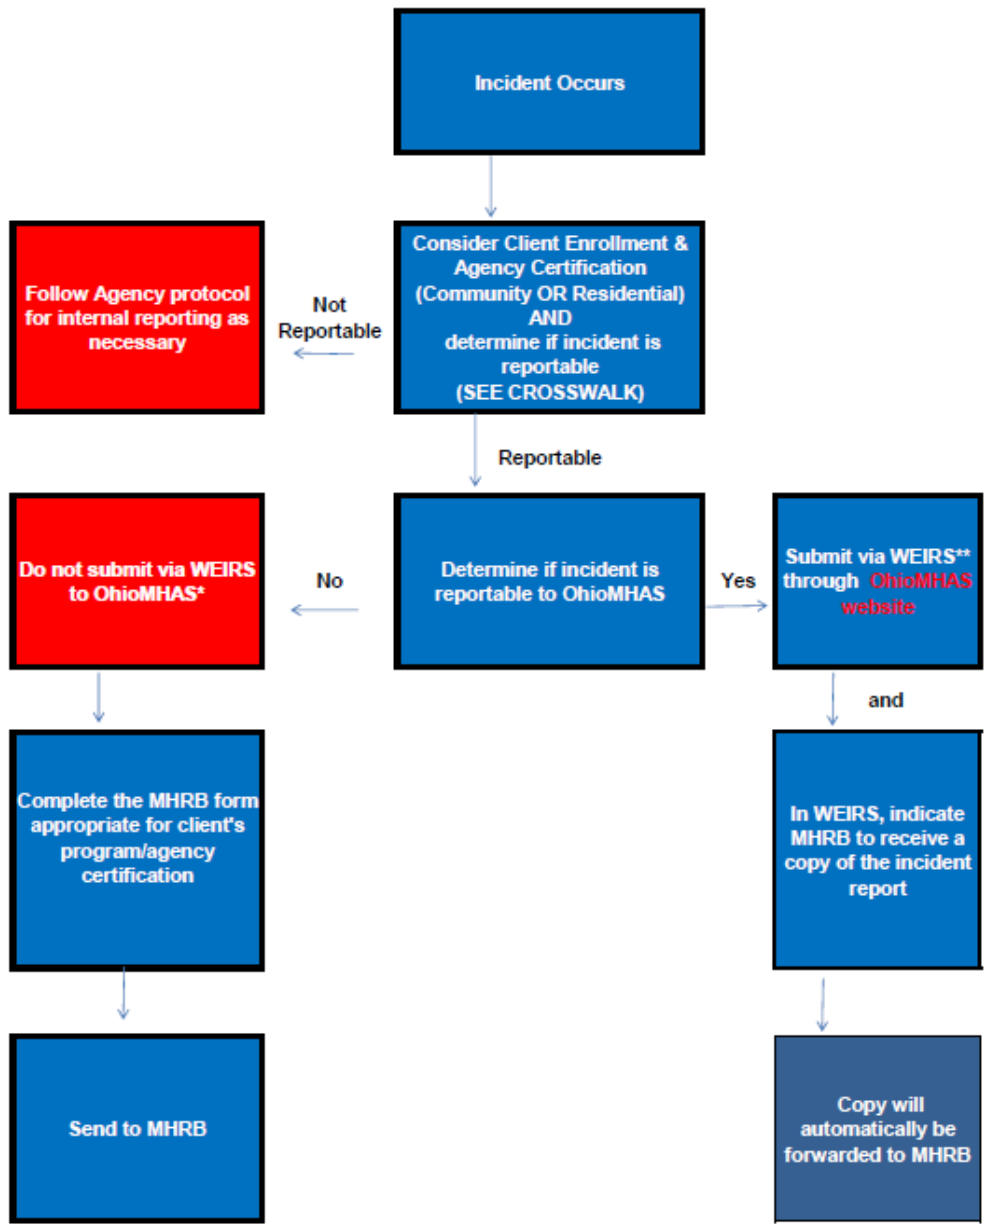 Incident Occurs
Consider Client Enrollment &
Agency Certification
(Community OR Residential)
AND
determine if incident is
reportable
(SEE CROSSWALK)
Not
Reportable
Follow Agency protocol
for internal reporting as
necessary
Reportable
Determine if incident is
reportable to OhioMHAS
No
Do not submit via WEIRS
to OhioMHAS*
Yes
Submit via WEIRS**
through OhioMHAS
website
Complete the MHRB form
appropriate for client's
program/agency
certification
and
In WEIRS, indicate
MHRB to receive a
copy of the incident
report
Send to MHRB
Copy will
automatically be
forwarded to MHRB